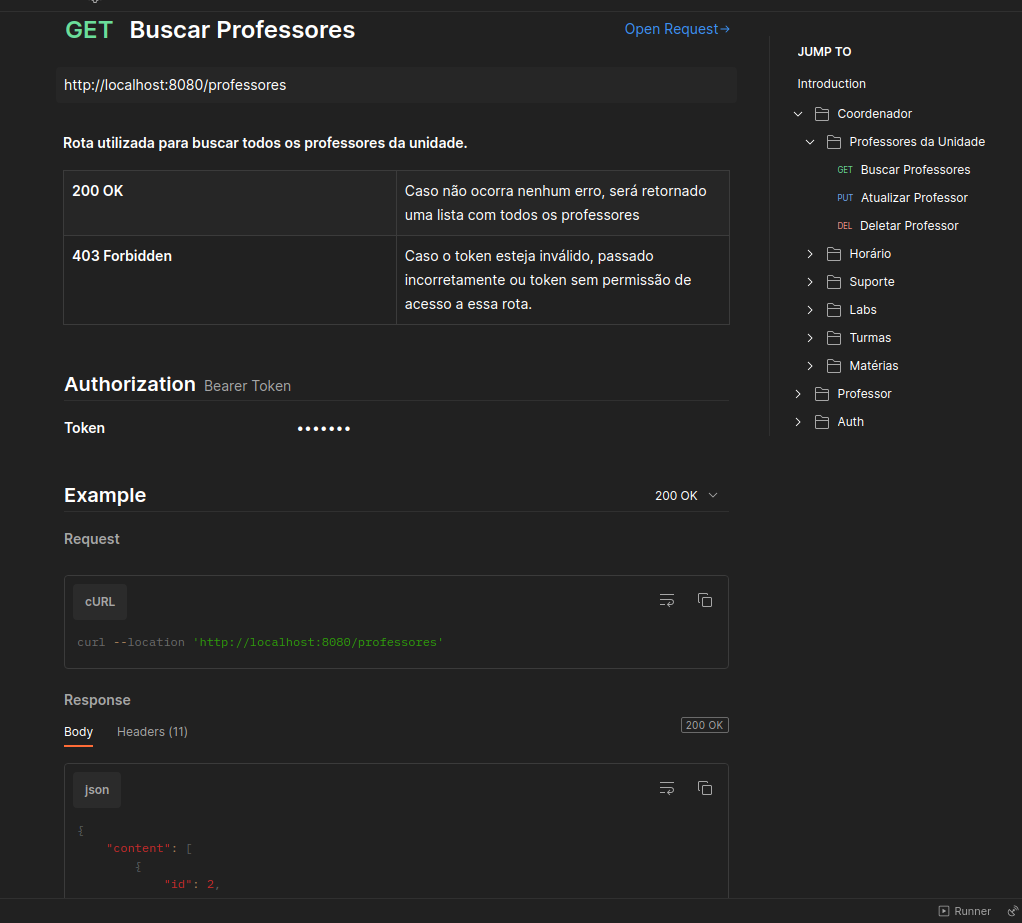 GET Buscar Professores
Open Request→
http://localhost:8080/professores
Rota utilizada para buscar todos os professores da unidade.
200 OK
Caso não ocorra nenhum erro, será retornado
uma lista com todos os professores
403 Forbidden
Caso o token esteja inválido, passado
incorretamente ou token sem permissão de
acesso a essa rota.
Authorization Bearer Token
Token •••••••
Example
200 OK
Request
cURL
curl --location 'http://localhost:8080/professores'
Response
Body Headers (11)
200 OK
json
{
"content": [
{
"id": 2,
JUMP TO
Introduction
Coordenador
Professores da Unidade
GET Buscar Professores
PUT Atualizar Professor
DEL Deletar Professor
Horário
Suporte
Labs
Turmas
Matérias
Professor
Auth
Runner